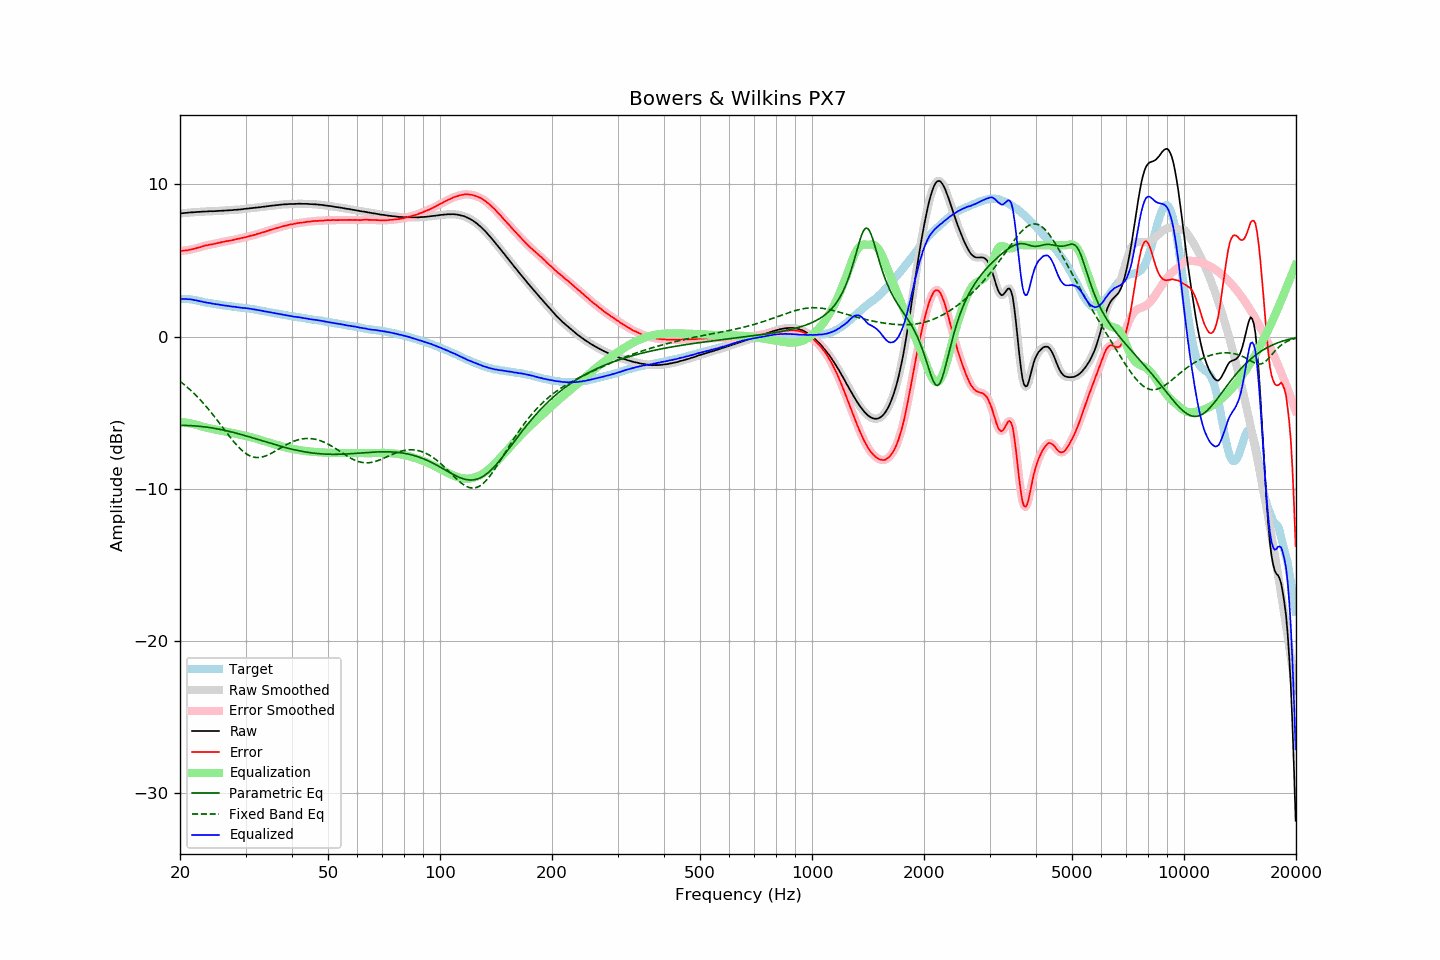 Bowers & Wilkins PX7
Amplitude (dBr)
10
0
−10
−20
−30
Target
Raw Smoothed
Error Smoothed
Raw
Error
Equalization
Parametric Eq
Fixed Band Eq
Equalized
20 50 100 200 500 1000 2000 5000 10000 20000
Frequency (Hz)